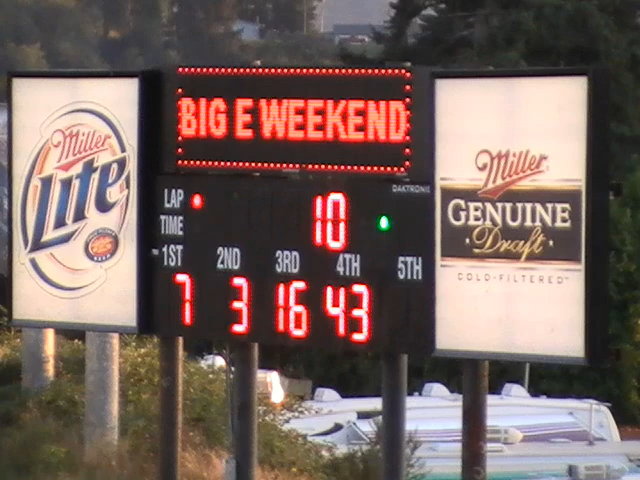 BIG E WEEKEND
Miller
Lite
LAP
TIME
10
DAKTRONICS
1ST 2ND 3RD 4TH 5TH
7 3 16 43
Miller
GENUINE
Draft
COLD-FILTERED